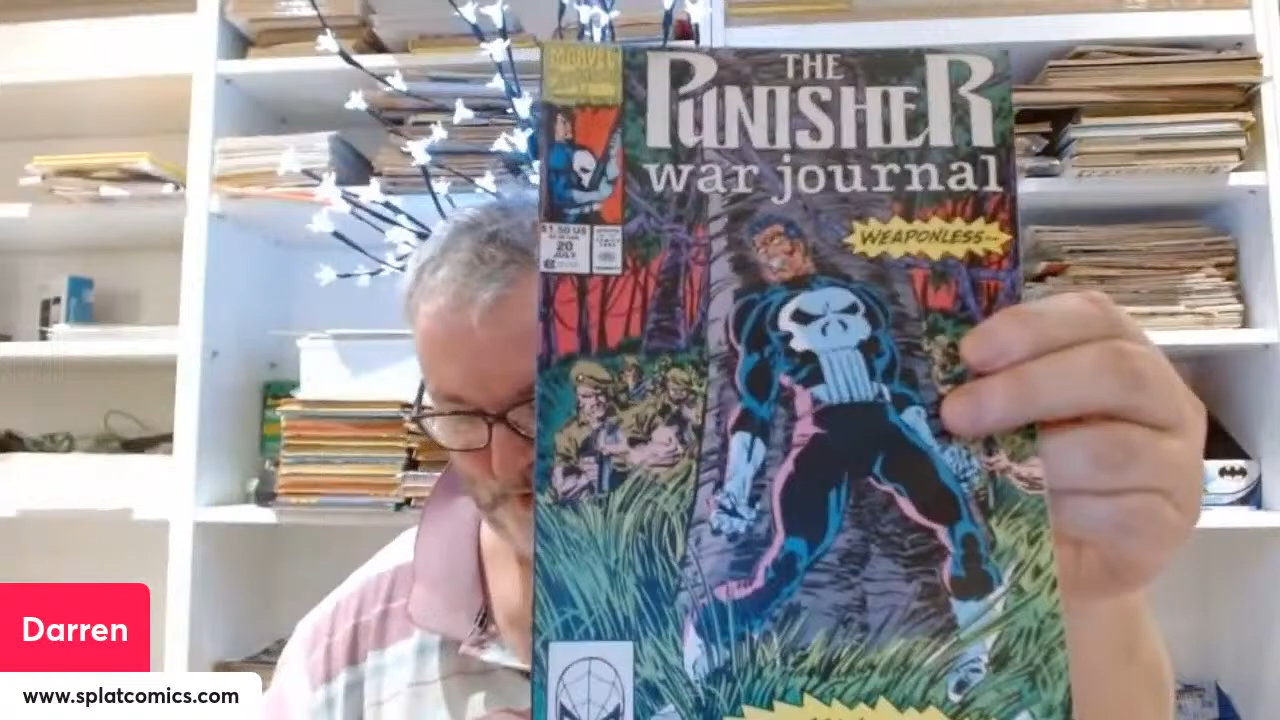 MARVEL
THE
PUNISHER
war journal
$1.50 US
20
JULY
WEAPONLESS--
Darren
www.splatcomics.com